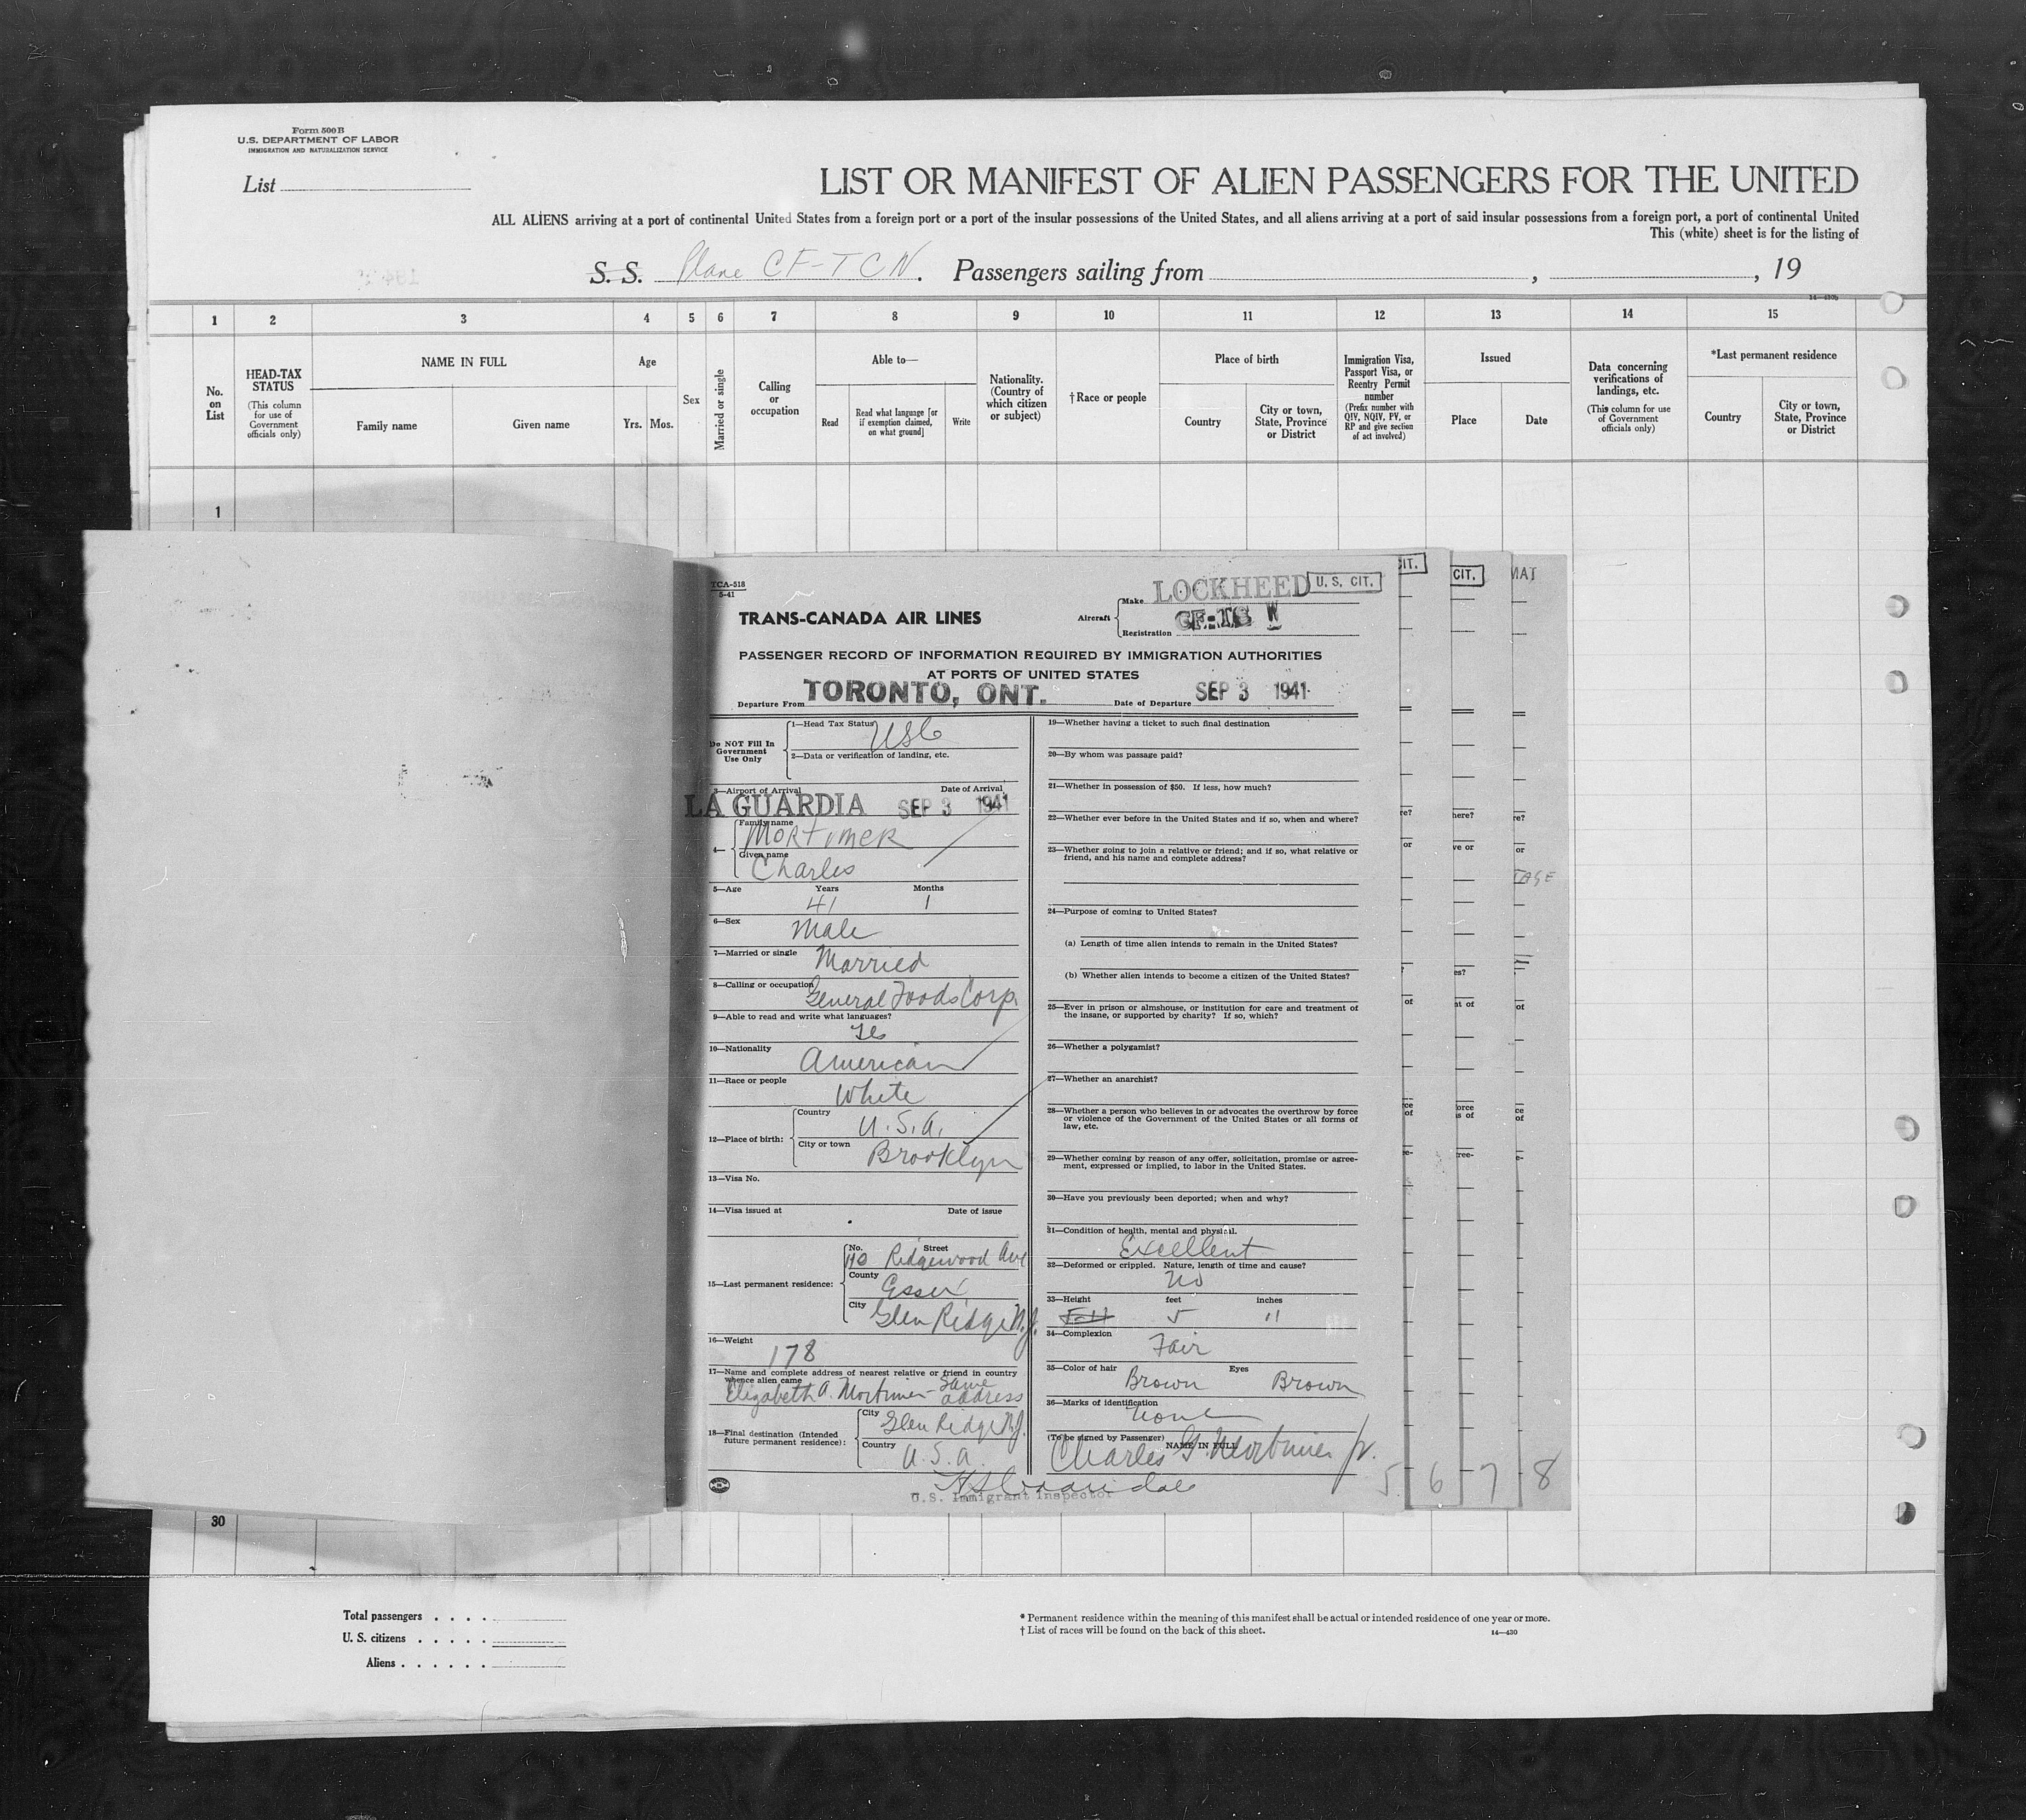 Form 500 B
U.S. DEPARTMENT OF LABOR
IMMIGRATION AND NATURALIZATION SERVICE
List
LIST OR MANIFEST OF ALIEN PASSENGERS FOR THE UNITED
ALL ALIENS arriving at a port of continental United States from a foreign port or a port of the insular possessions of the United States, and all aliens arriving at a port of said insular possessions from a foreign port, a port of continental United
This (white) sheet is for the listing of
S. S. Plane CF-TCN. Passengers sailing from , , 19
1 2 3 4 5 6 7 8 9 10 11 12 13 14 15
No. on List
HEAD-TAX STATUS
(This column for use of Government officials only)
NAME IN FULL
Family name
Given name
Age
Yrs.
Mos.
Sex
Married or single
Calling or occupation
Able to—
Read
Read what language [or if exemption claimed, on what ground]
Write
Nationality. (Country of which citizen or subject)
†Race or people
Place of birth
Country
City or town, State, Province or District
Immigration Visa, Passport Visa, or Reentry Permit number
(Prefix number with QIV, NQIV, PV, or RP and give section of act involved)
Issued
Place
Date
Data concerning verifications of landings, etc.
(This column for use of Government officials only)
*Last permanent residence
Country
City or town, State, Province or District
1
TCA-518
5-41
TRANS-CANADA AIR LINES
Aircraft
Make LOCKHEED
U. S. CIT.
Registration
PASSENGER RECORD OF INFORMATION REQUIRED BY IMMIGRATION AUTHORITIES
AT PORTS OF UNITED STATES
Departure From TORONTO, ONT.
Date of Departure SEP 3 1941
Do NOT Fill In Government Use Only
1—Head Tax Status USC
2—Data or verification of landing, etc.
3—Airport of Arrival Date of Arrival
LA GUARDIA SEP 3 1941
4— Family name Mortimer
Given name Charles
5—Age Years 41 Months 1
6—Sex Male
7—Married or single Married
8—Calling or occupation General Foods Corp.
9—Able to read and write what languages?
Yes
10—Nationality American
11—Race or people White
12—Place of birth: Country U.S.A.
City or town Brooklyn
13—Visa No.
14—Visa issued at Date of issue
15—Last permanent residence:
No. Street Ridgewood Ave
County Essex
City Glen Ridge N.J.
16—Weight 178
17—Name and complete address of nearest relative or friend in country whence alien came
Elizabeth A. Mortimer - Same address
18—Final destination (Intended future permanent residence):
City Glen Ridge N.J.
Country U.S.A.
U.S. Immigrant Inspector
19—Whether having a ticket to such final destination
20—By whom was passage paid?
21—Whether in possession of $50. If less, how much?
22—Whether ever before in the United States and if so, when and where?
23—Whether going to join a relative or friend; and if so, what relative or friend, and his name and complete address?
24—Purpose of coming to United States?
(a) Length of time alien intends to remain in the United States?
(b) Whether alien intends to become a citizen of the United States?
25—Ever in prison or almshouse, or institution for care and treatment of the insane, or supported by charity? If so, which?
26—Whether a polygamist?
27—Whether an anarchist?
28—Whether a person who believes in or advocates the overthrow by force or violence of the Government of the United States or all forms of law, etc.
29—Whether coming by reason of any offer, solicitation, promise or agreement, expressed or implied, to labor in the United States.
30—Have you previously been deported; when and why?
31—Condition of health, mental and physical.
Excellent
32—Deformed or crippled. Nature, length of time and cause?
No
33—Height feet 5 inches 11
34—Complexion
Fair
35—Color of hair Brown Eyes Brown
36—Marks of identification
None
(To be signed by Passenger) NAME IN FULL
Charles G. Mortimer Jr.
5 6 7 8
CIT.
CIT.
30
Total passengers
U. S. citizens
Aliens
* Permanent residence within the meaning of this manifest shall be actual or intended residence of one year or more.
† List of races will be found on the back of this sheet.
14—430